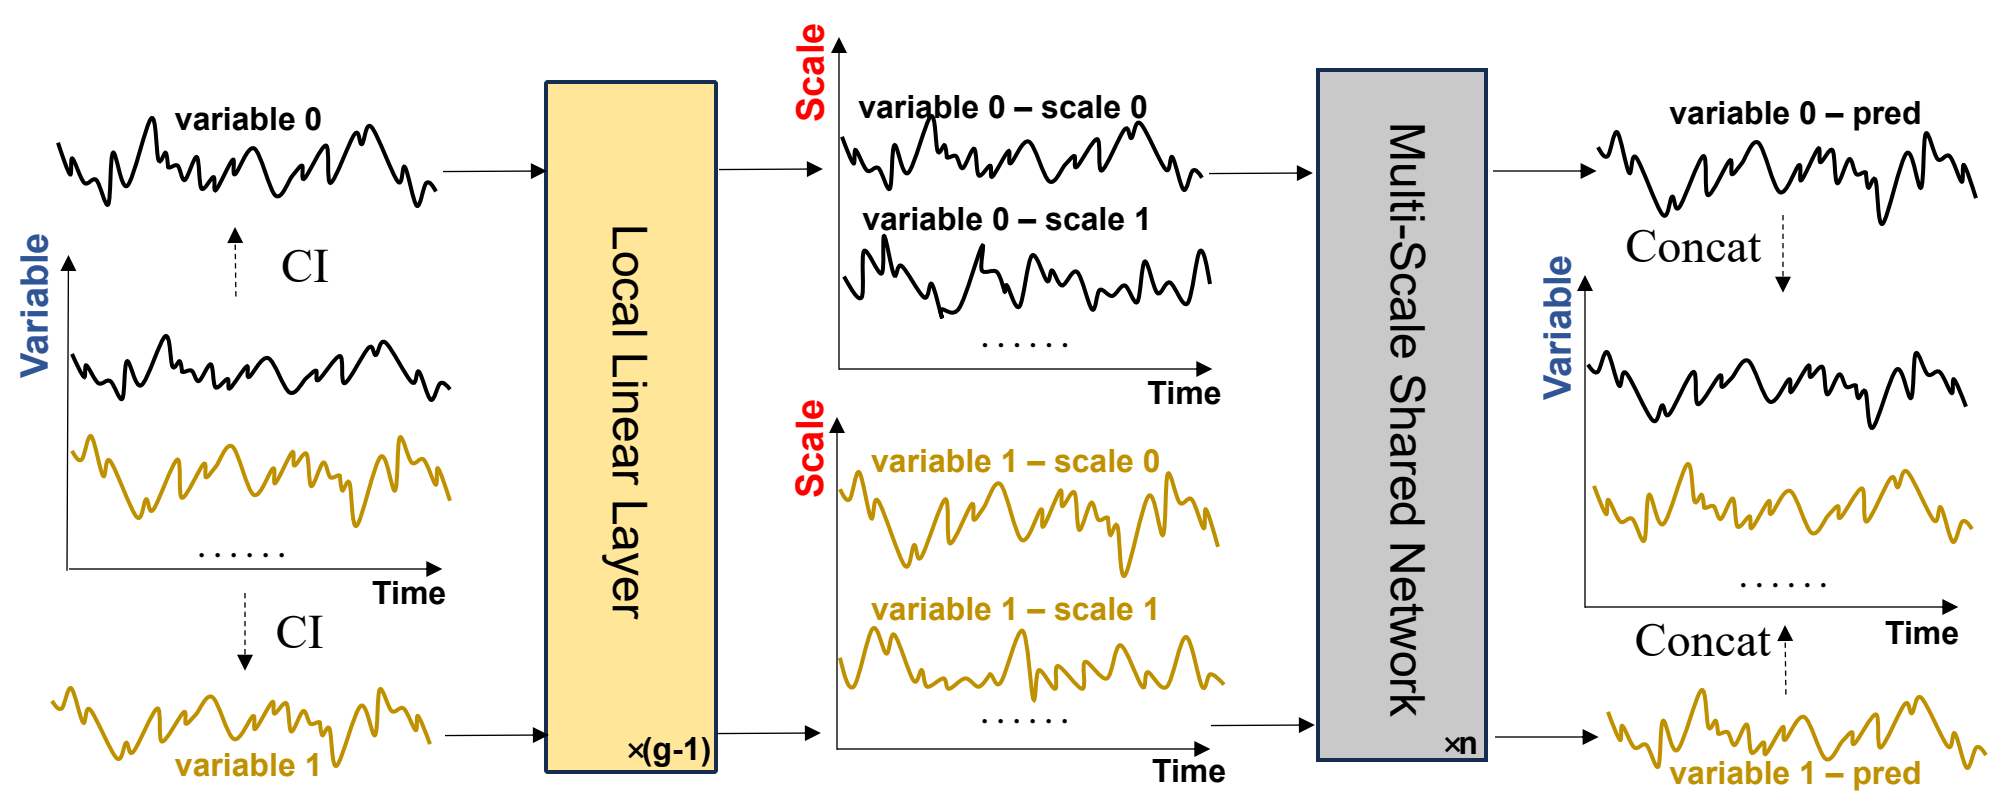 variable 0
CI
Variable
. . . . . .
Time
CI
variable 1
Local Linear Layer
×(g-1)
Scale
variable 0 – scale 0
variable 0 – scale 1
. . . . . .
Time
Scale
variable 1 – scale 0
variable 1 – scale 1
. . . . . .
Time
Multi-Scale Shared Network
×n
variable 0 – pred
Concat
Variable
. . . . . .
Time
Concat
variable 1 – pred